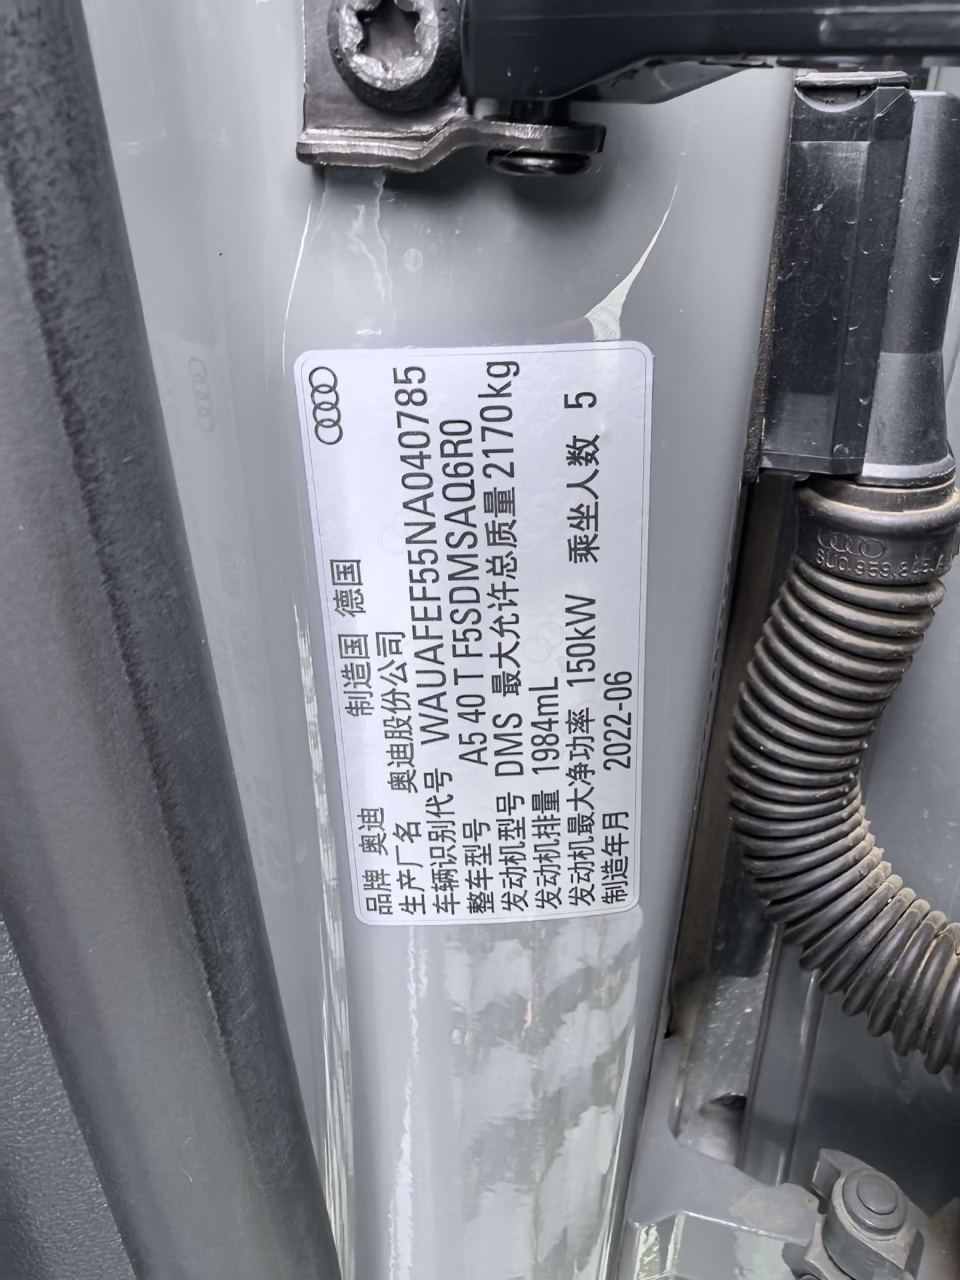 品牌 奥迪 制造国 德国
生产厂名 奥迪股份公司
车辆识别代号 WAUAFEF55NA040785
整车型号 A5 40 T F5SDMSAQ6R0
发动机型号 DMS 最大允许总质量 2170kg
发动机排量 1984mL
发动机最大净功率 150kW 乘坐人数 5
制造年月 2022-06
8U0.959.845.A